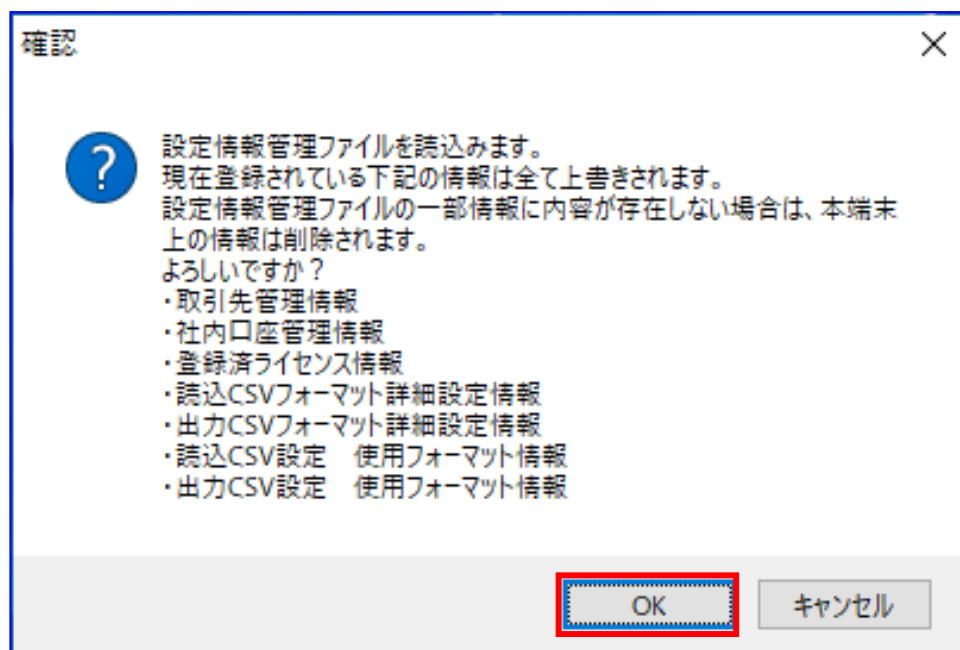 確認
設定情報管理ファイルを読込みます。
現在登録されている下記の情報は全て上書きされます。
設定情報管理ファイルの一部情報に内容が存在しない場合は、本端末
上の情報は削除されます。
よろしいですか？
・取引先管理情報
・社内口座管理情報
・登録済ライセンス情報
・読込CSVフォーマット詳細設定情報
・出力CSVフォーマット詳細設定情報
・読込CSV設定　使用フォーマット情報
・出力CSV設定　使用フォーマット情報
OK
キャンセル